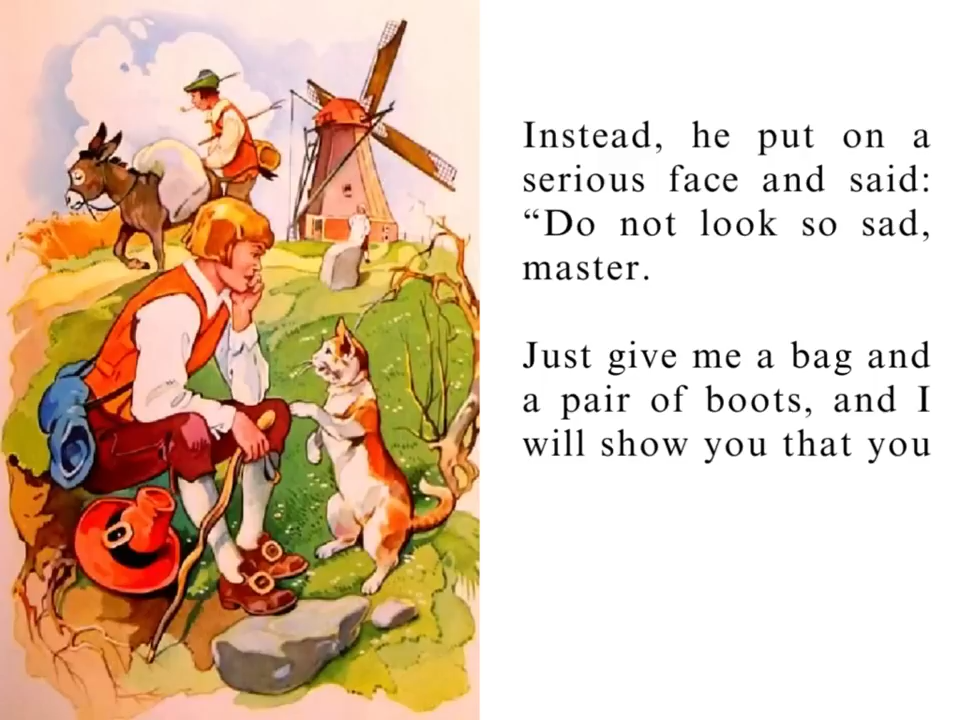 Instead, he put on a
serious face and said:
“Do not look so sad,
master.
Just give me a bag and
a pair of boots, and I
will show you that you